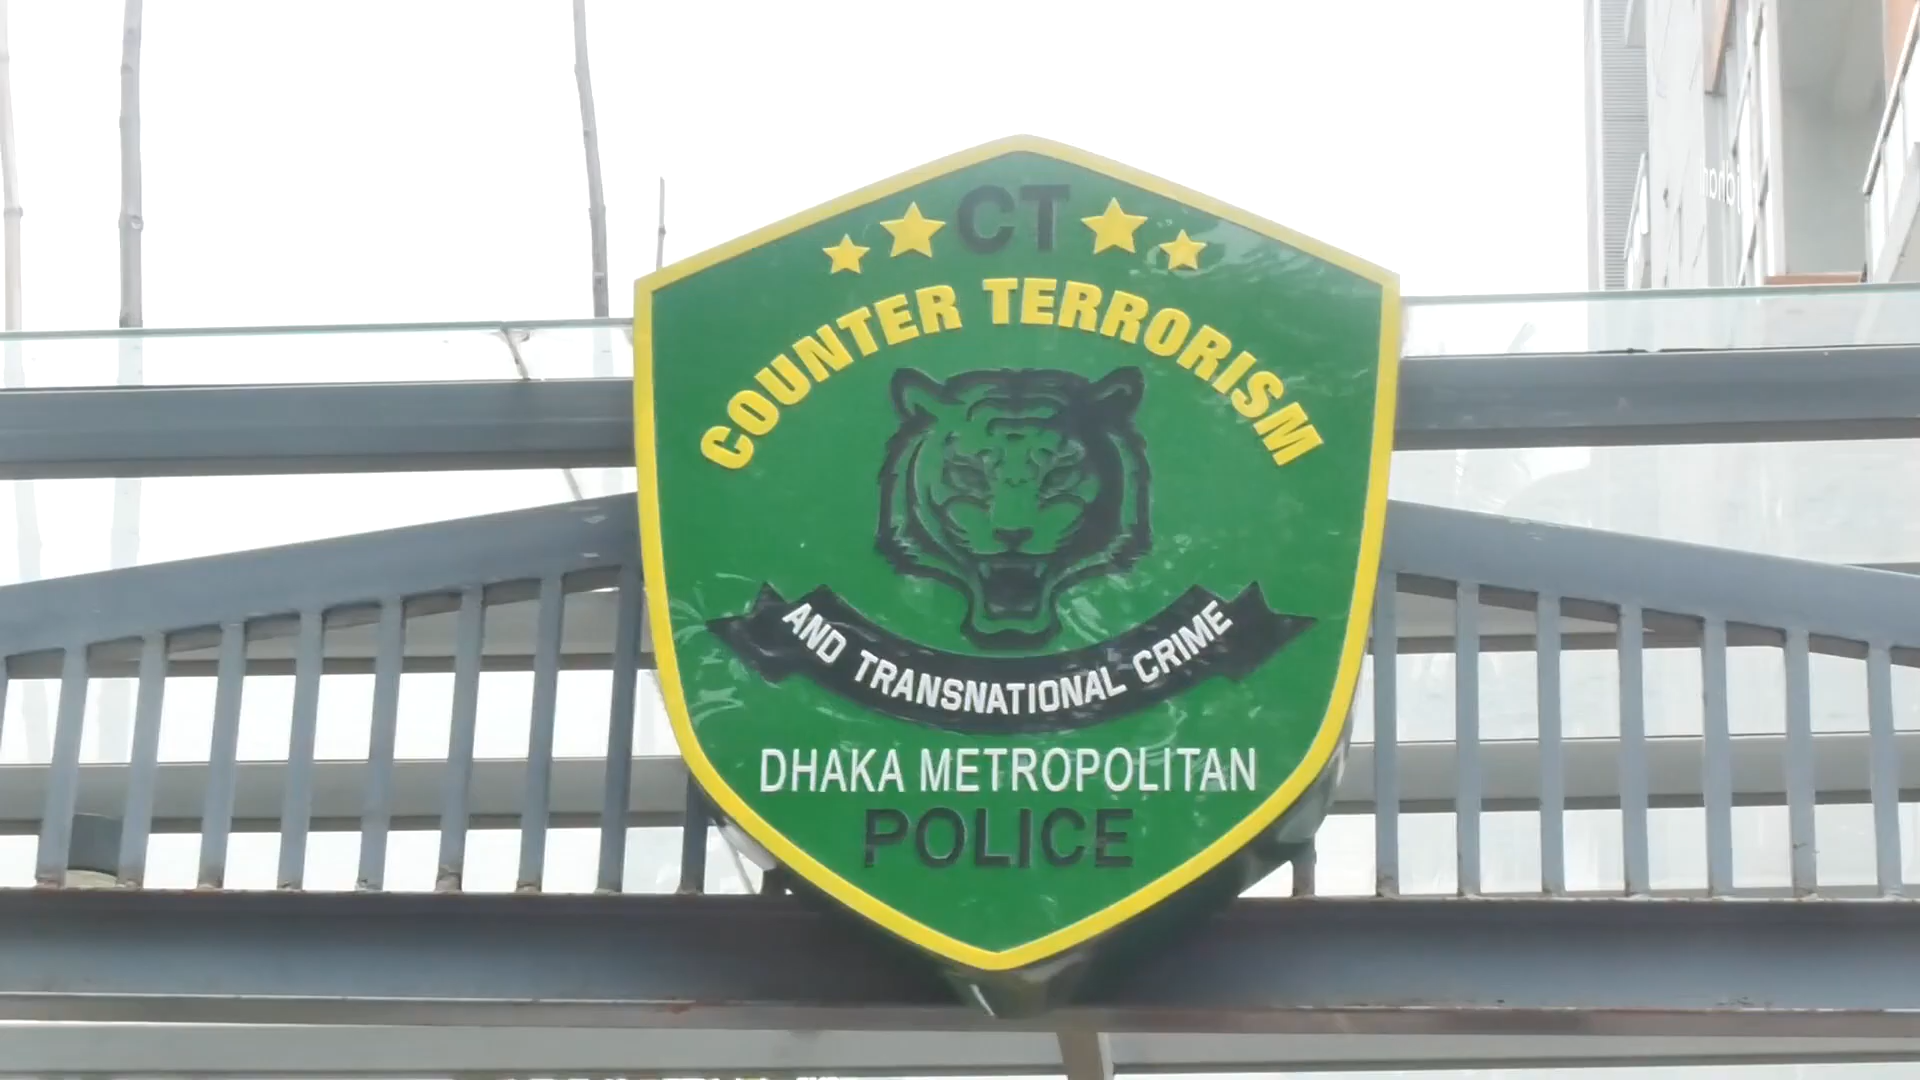 CT
COUNTER TERRORISM
AND TRANSNATIONAL CRIME
DHAKA METROPOLITAN
POLICE